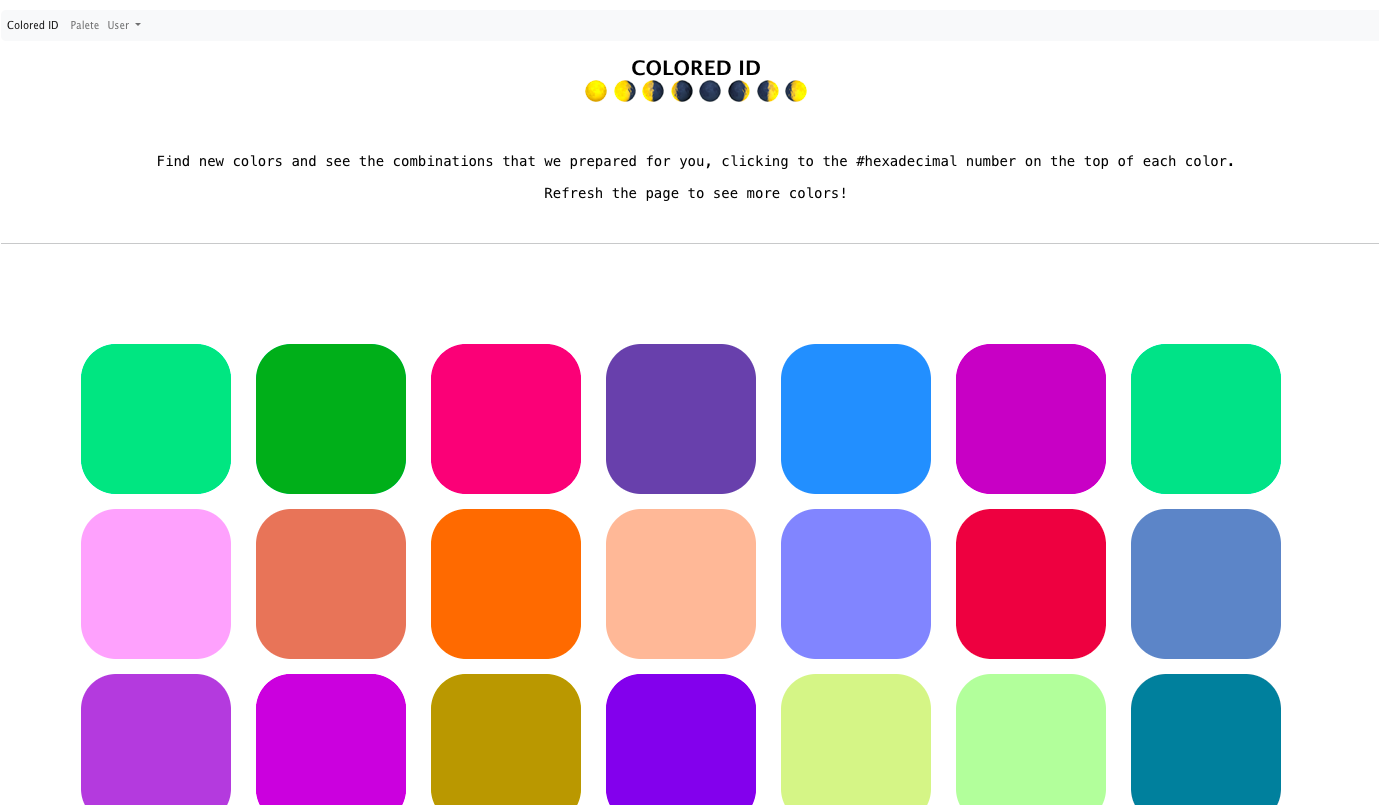 Colored ID Palete User
COLORED ID
Find new colors and see the combinations that we prepared for you, clicking to the #hexadecimal number on the top of each color.
Refresh the page to see more colors!